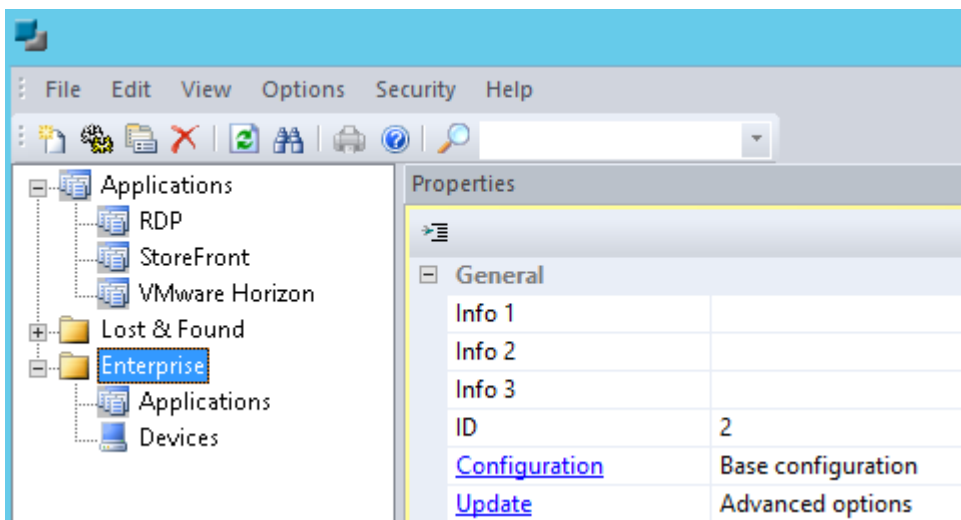 File Edit View Options Security Help
Applications
RDP
StoreFront
VMware Horizon
Lost & Found
Enterprise
Applications
Devices
Properties
General
Info 1
Info 2
Info 3
ID 2
Configuration Base configuration
Update Advanced options